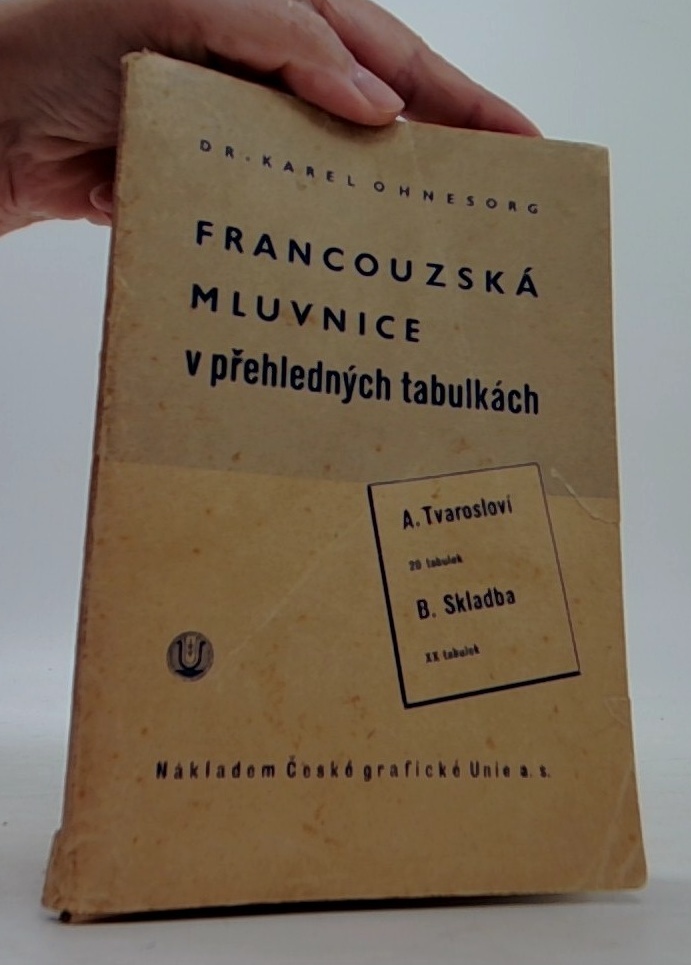 DR. KAREL OHNESORG
FRANCOUZSKÁ
MLUVNICE
v přehledných tabulkách
A. Tvarosloví
20 tabulek
B. Skladba
XX tabulek
Nákladem České grafické Unie a. s.